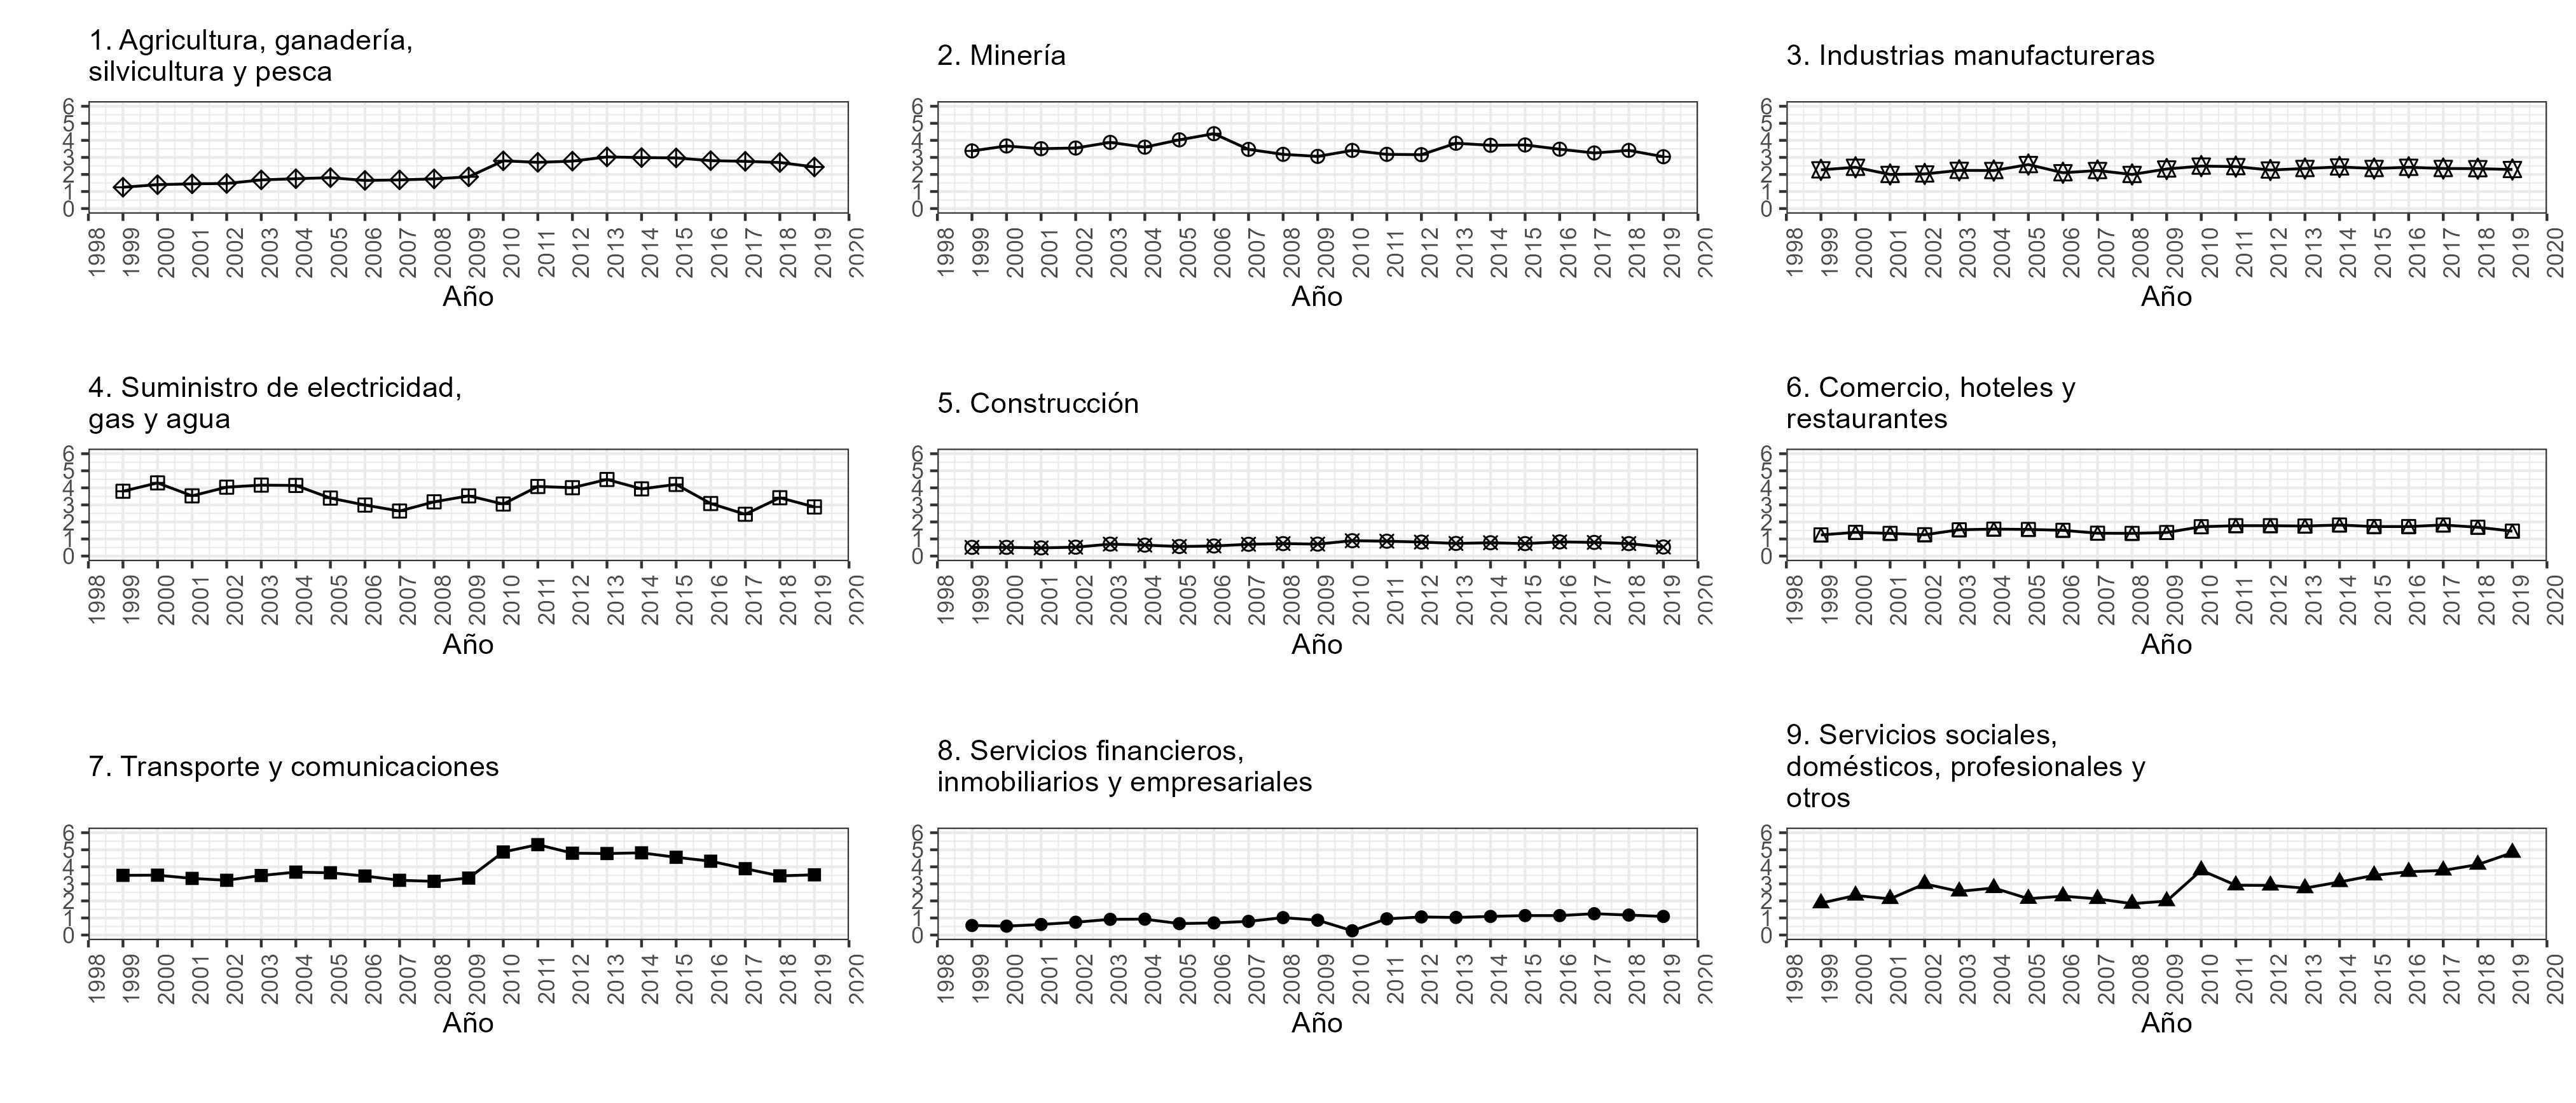 1. Agricultura, ganadería,
silvicultura y pesca
6
5
4
3
2
1
0
1998 1999 2000 2001 2002 2003 2004 2005 2006 2007 2008 2009 2010 2011 2012 2013 2014 2015 2016 2017 2018 2019 2020
Año
2. Minería
6
5
4
3
2
1
0
1998 1999 2000 2001 2002 2003 2004 2005 2006 2007 2008 2009 2010 2011 2012 2013 2014 2015 2016 2017 2018 2019 2020
Año
3. Industrias manufactureras
6
5
4
3
2
1
0
1998 1999 2000 2001 2002 2003 2004 2005 2006 2007 2008 2009 2010 2011 2012 2013 2014 2015 2016 2017 2018 2019 2020
Año
4. Suministro de electricidad,
gas y agua
6
5
4
3
2
1
0
1998 1999 2000 2001 2002 2003 2004 2005 2006 2007 2008 2009 2010 2011 2012 2013 2014 2015 2016 2017 2018 2019 2020
Año
5. Construcción
6
5
4
3
2
1
0
1998 1999 2000 2001 2002 2003 2004 2005 2006 2007 2008 2009 2010 2011 2012 2013 2014 2015 2016 2017 2018 2019 2020
Año
6. Comercio, hoteles y
restaurantes
6
5
4
3
2
1
0
1998 1999 2000 2001 2002 2003 2004 2005 2006 2007 2008 2009 2010 2011 2012 2013 2014 2015 2016 2017 2018 2019 2020
Año
7. Transporte y comunicaciones
6
5
4
3
2
1
0
1998 1999 2000 2001 2002 2003 2004 2005 2006 2007 2008 2009 2010 2011 2012 2013 2014 2015 2016 2017 2018 2019 2020
Año
8. Servicios financieros,
inmobiliarios y empresariales
6
5
4
3
2
1
0
1998 1999 2000 2001 2002 2003 2004 2005 2006 2007 2008 2009 2010 2011 2012 2013 2014 2015 2016 2017 2018 2019 2020
Año
9. Servicios sociales,
domésticos, profesionales y
otros
6
5
4
3
2
1
0
1998 1999 2000 2001 2002 2003 2004 2005 2006 2007 2008 2009 2010 2011 2012 2013 2014 2015 2016 2017 2018 2019 2020
Año